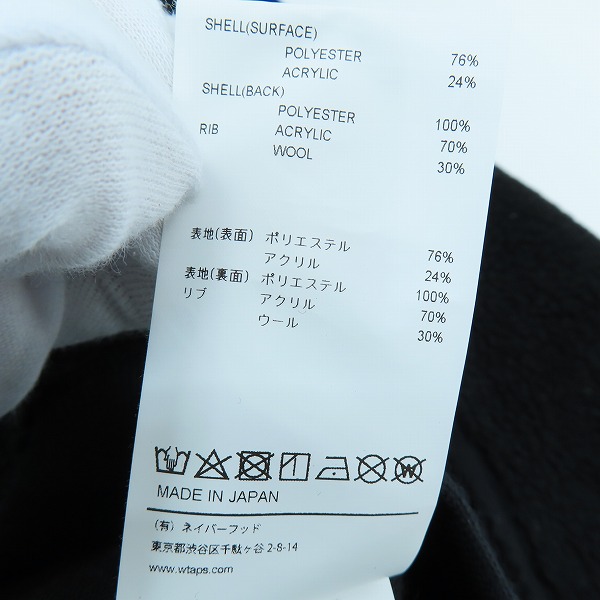 SHELL(SURFACE)
POLYESTER 76%
ACRYLIC 24%
SHELL(BACK)
POLYESTER 100%
RIB ACRYLIC 70%
WOOL 30%
表地(表面) ポリエステル 76%
アクリル 24%
表地(裏面) ポリエステル 100%
リブ アクリル 70%
ウール 30%
W
MADE IN JAPAN
(有) ネイバーフッド
東京都渋谷区千駄ヶ谷2-8-14
www.wtaps.com